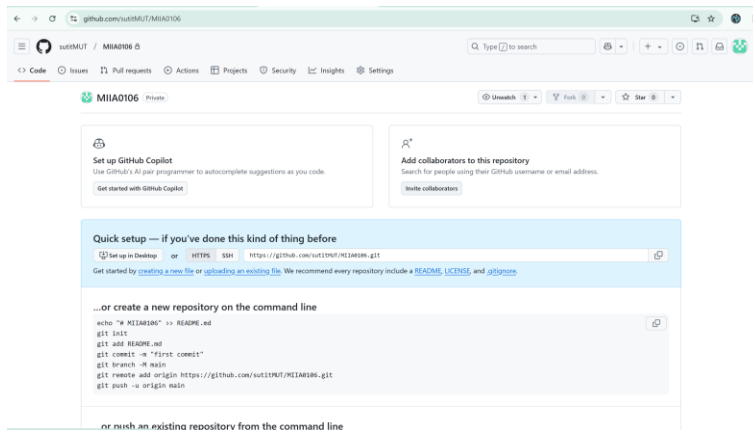 github.com/sutitMUT/MIIA0106
sutitMUT / MIIA0106
Type / to search
Code Issues Pull requests Actions Projects Security Insights Settings
MIIA0106 Private
Unwatch 1 Fork 0 Star 0
Set up GitHub Copilot
Use GitHub's AI pair programmer to autocomplete suggestions as you code.
Get started with GitHub Copilot
Add collaborators to this repository
Search for people using their GitHub username or email address.
Invite collaborators
Quick setup — if you've done this kind of thing before
Set up in Desktop or HTTPS SSH https://github.com/sutitMUT/MIIA0106.git
Get started by creating a new file or uploading an existing file. We recommend every repository include a README, LICENSE, and .gitignore.
...or create a new repository on the command line
echo "# MIIA0106" >> README.md
git init
git add README.md
git commit -m "first commit"
git branch -M main
git remote add origin https://github.com/sutitMUT/MIIA0106.git
git push -u origin main
...or push an existing repository from the command line